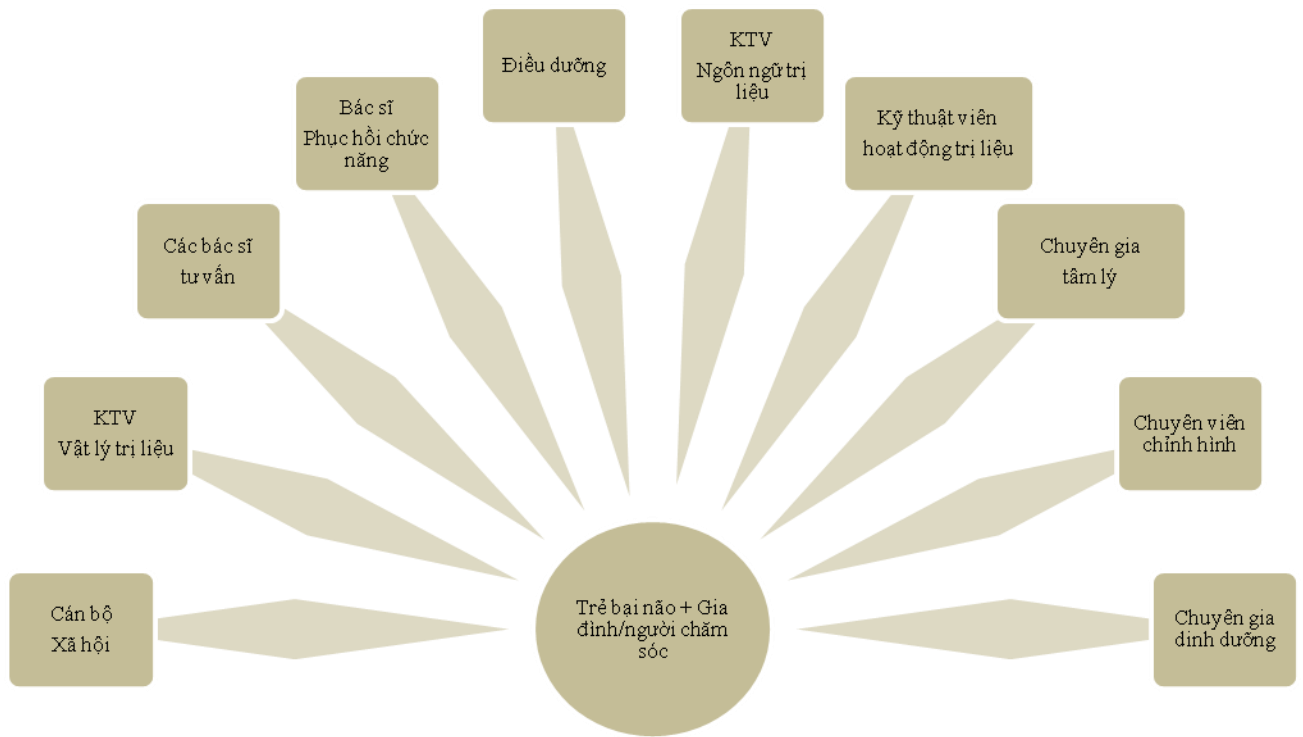 Điều dưỡng
KTV
Ngôn ngữ trị
liệu
Bác sĩ
Phục hồi chức
năng
Kỹ thuật viên
hoạt động trị liệu
Các bác sĩ
tư vấn
Chuyên gia
tâm lý
KTV
Vật lý trị liệu
Chuyên viên
chỉnh hình
Cán bộ
Xã hội
Trẻ bại não + Gia
đình/người chăm
sóc
Chuyên gia
dinh dưỡng